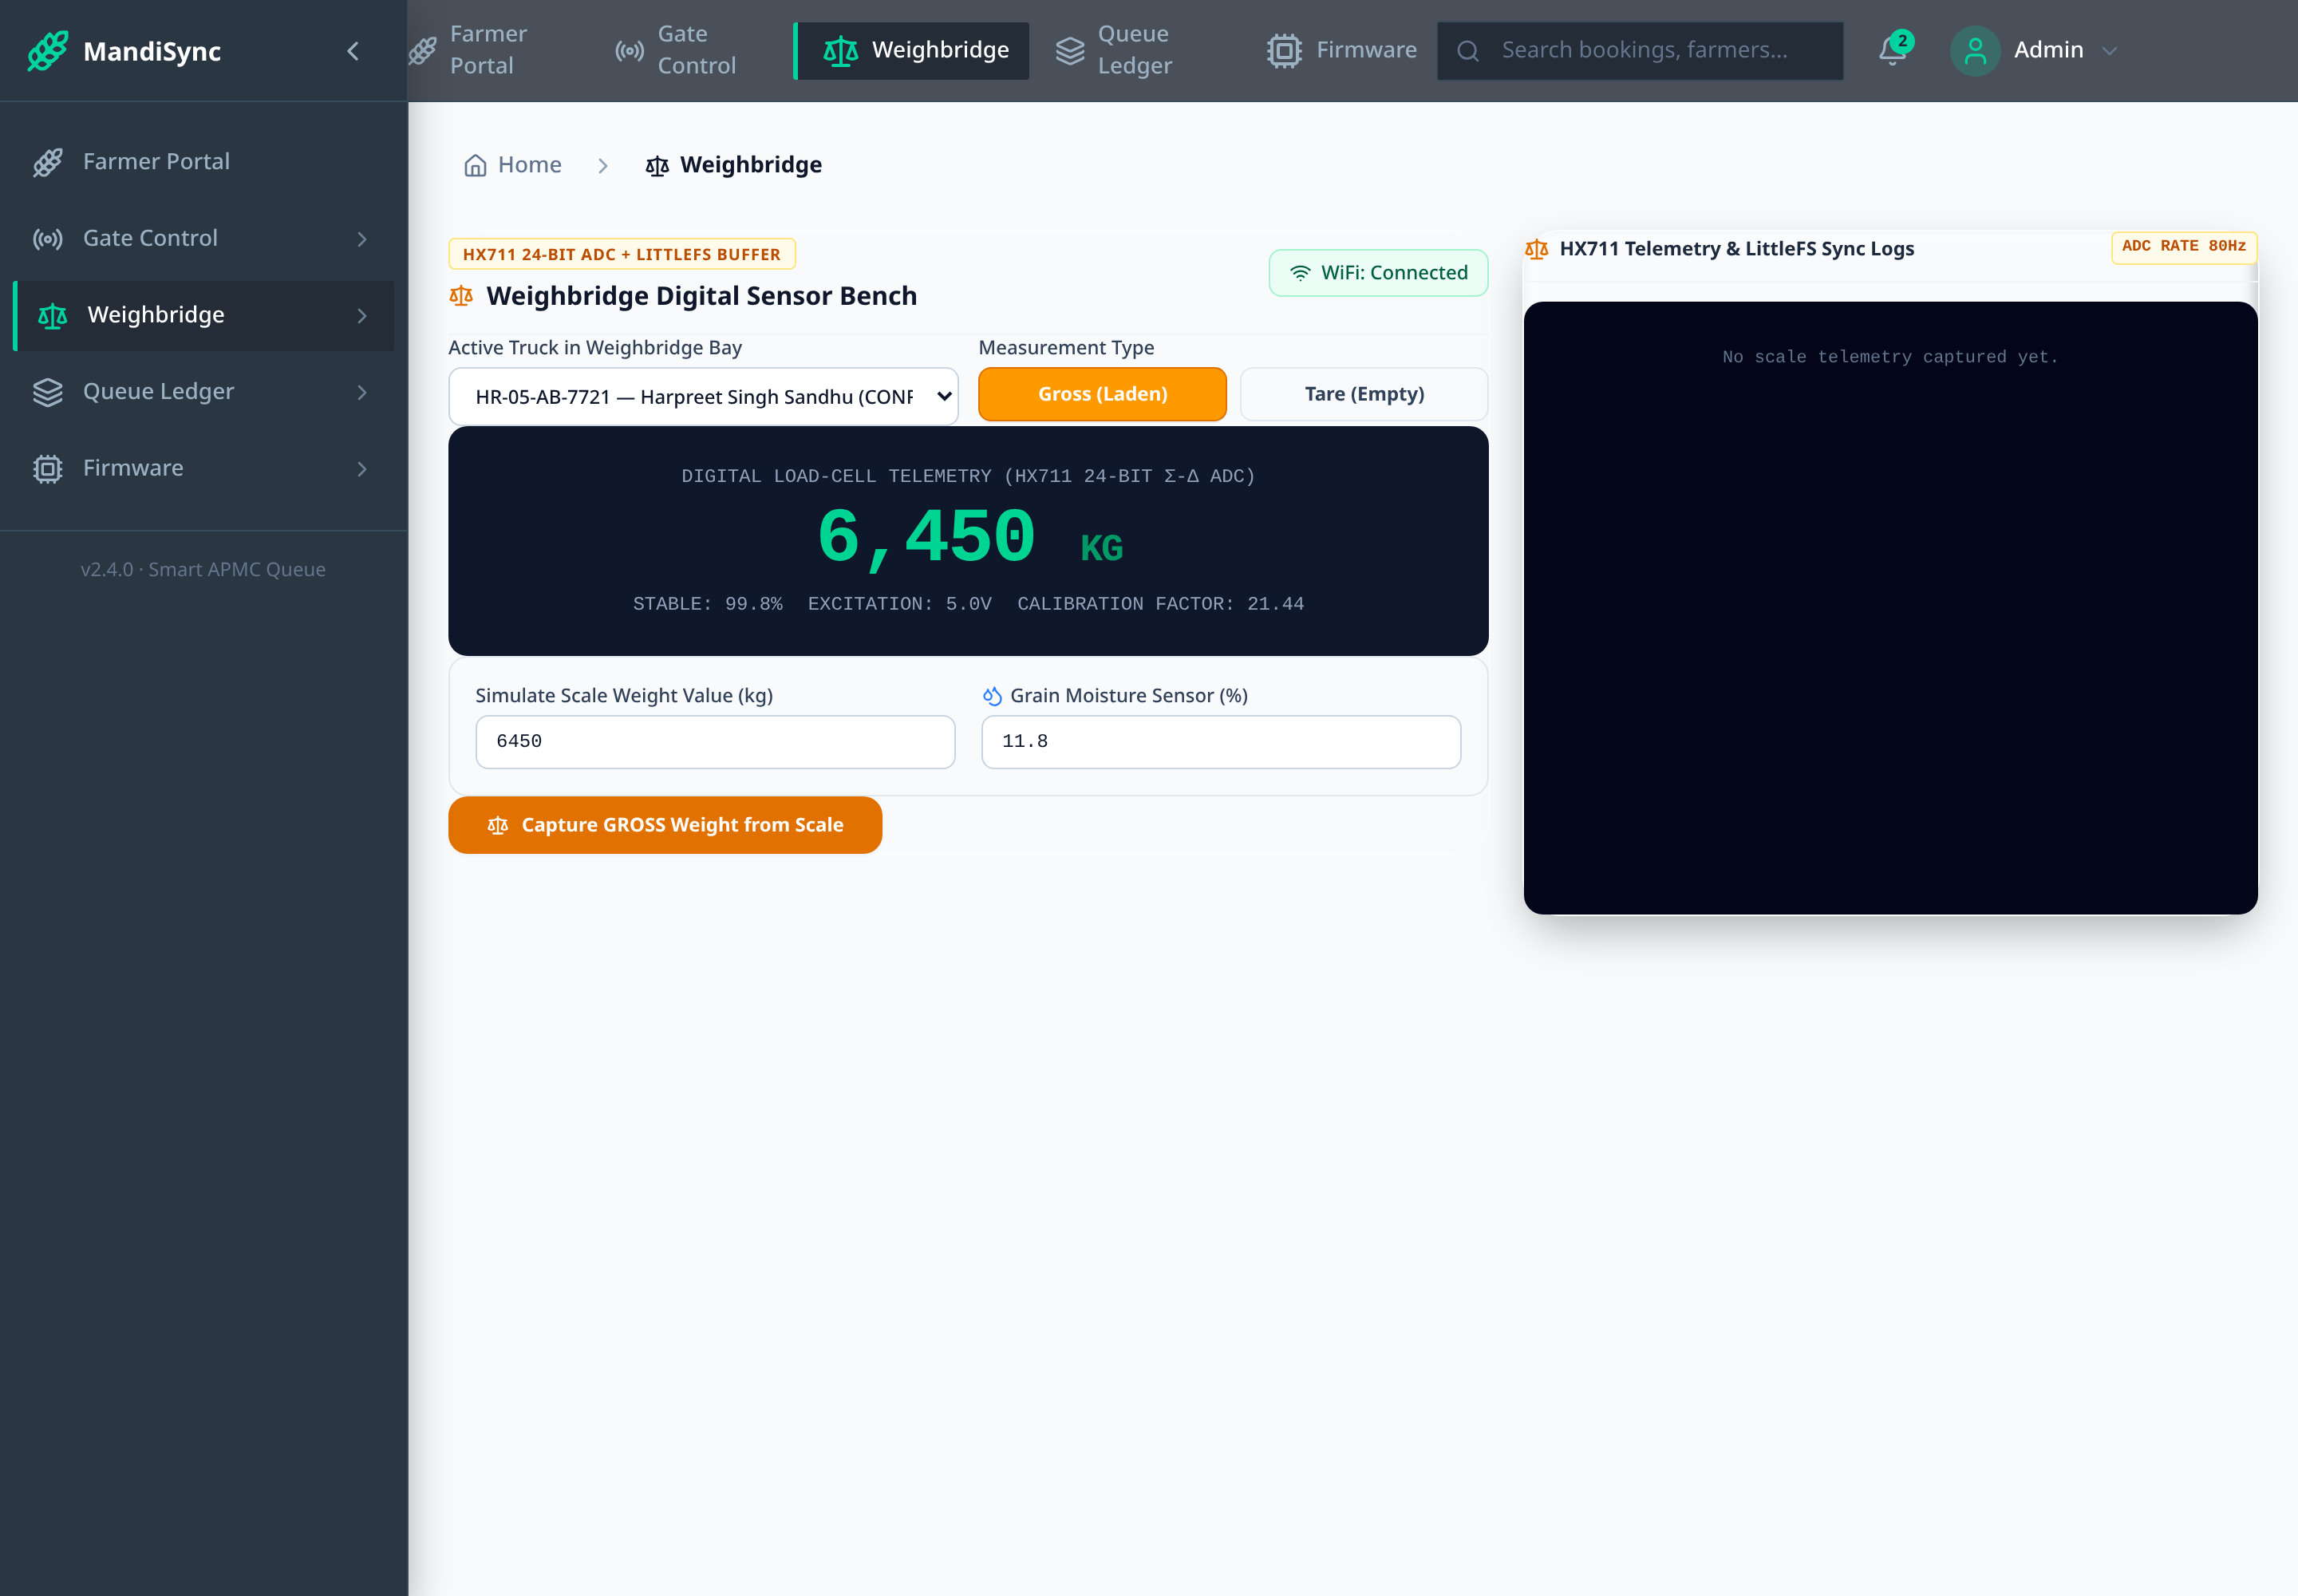 MandiSync
Farmer Portal
Gate Control
Weighbridge
Queue Ledger
Firmware
v2.4.0 · Smart APMC Queue
Farmer
Portal
Gate
Control
Weighbridge
Queue
Ledger
Firmware
Search bookings, farmers...
2
Admin
Home
Weighbridge
HX711 24-BIT ADC + LITTLEFS BUFFER
Weighbridge Digital Sensor Bench
WiFi: Connected
Active Truck in Weighbridge Bay
HR-05-AB-7721 — Harpreet Singh Sandhu (CONF
Measurement Type
Gross (Laden)
Tare (Empty)
DIGITAL LOAD-CELL TELEMETRY (HX711 24-BIT Σ-Δ ADC)
6,450 KG
STABLE: 99.8% EXCITATION: 5.0V CALIBRATION FACTOR: 21.44
Simulate Scale Weight Value (kg)
6450
Grain Moisture Sensor (%)
11.8
Capture GROSS Weight from Scale
HX711 Telemetry & LittleFS Sync Logs
ADC RATE 80Hz
No scale telemetry captured yet.